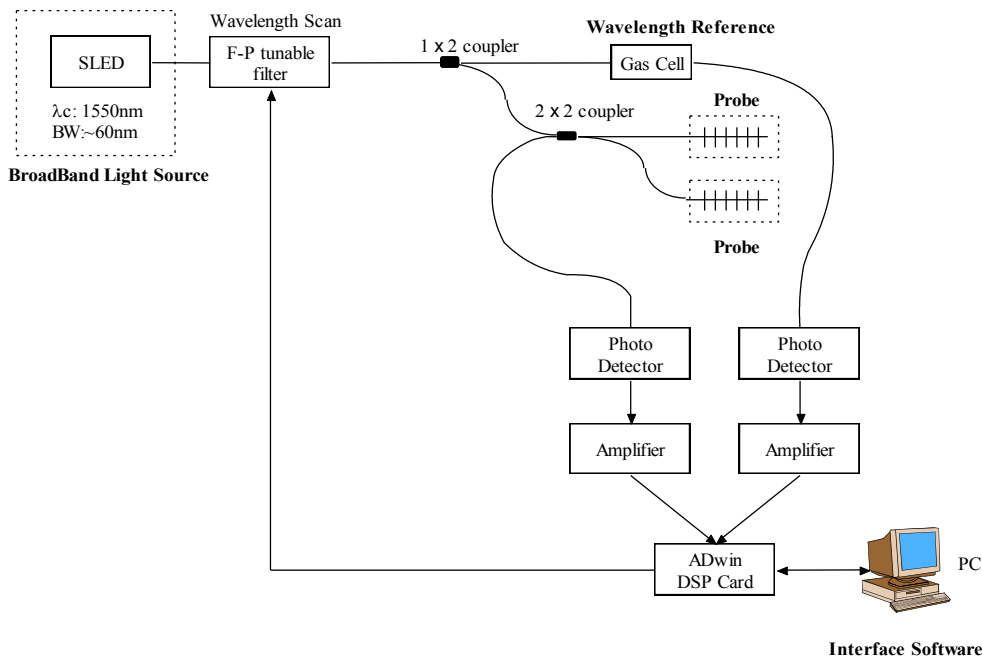 Wavelength Scan
SLED
F-P tunable
filter
1 x 2 coupler
Wavelength Reference
Gas Cell
λc: 1550nm
BW:~60nm
BroadBand Light Source
2 x 2 coupler
Probe
Probe
Photo
Detector
Photo
Detector
Amplifier
Amplifier
ADwin
DSP Card
PC
Interface Software